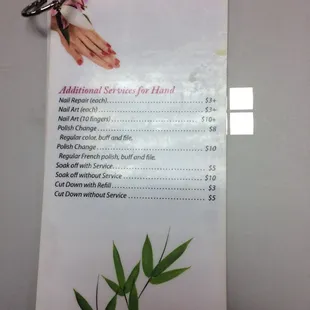 Additional Services for Hand
Nail Repair (each) $3+
Nail Art (each) $3+
Nail Art (10 fingers) $10+
Polish Change $8
Regular color, buff and file.
Polish Change $10
Regular French polish, buff and file.
Soak off with Service $5
Soak off without Service $10
Cut Down with Refill $3
Cut Down without Service $5